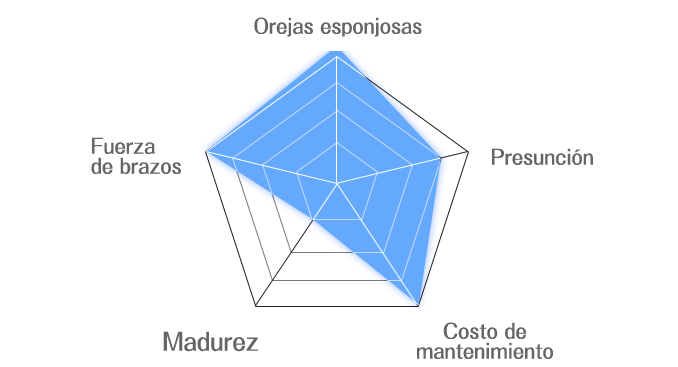 Orejas esponjosas
Fuerza
de brazos
Presunción
Madurez
Costo de
mantenimiento